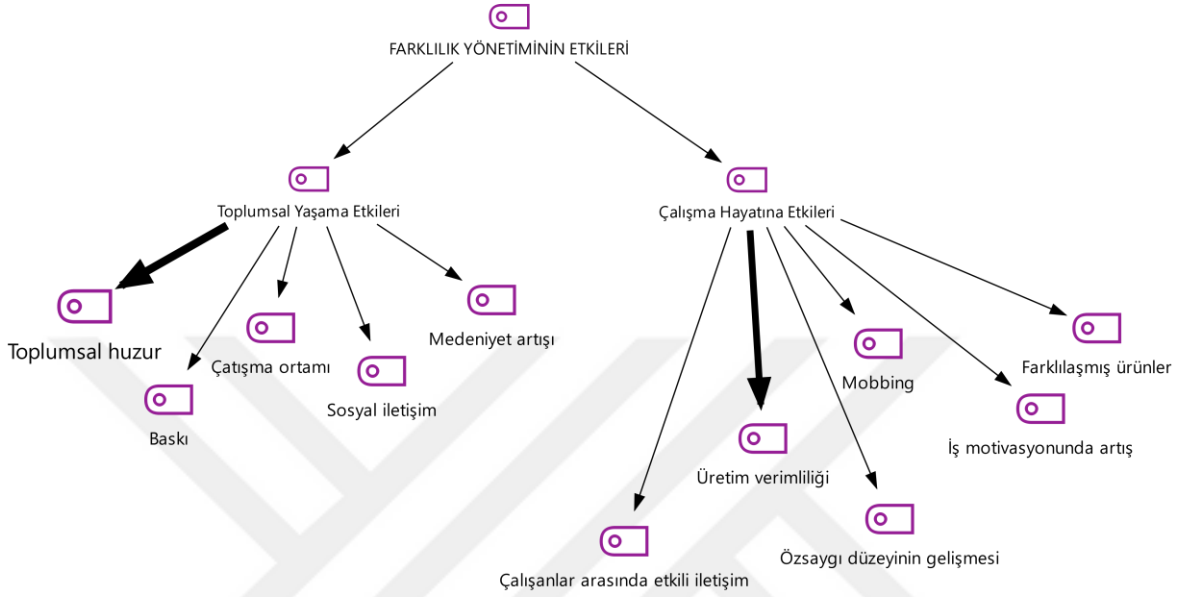 FARKLILIK YÖNETİMİNİN ETKİLERİ
Toplumsal Yaşama Etkileri
Çalışma Hayatına Etkileri
Toplumsal huzur
Baskı
Çatışma ortamı
Sosyal iletişim
Medeniyet artışı
Çalışanlar arasında etkili iletişim
Üretim verimliliği
Özsaygı düzeyinin gelişmesi
Mobbing
İş motivasyonunda artış
Farklılaşmış ürünler